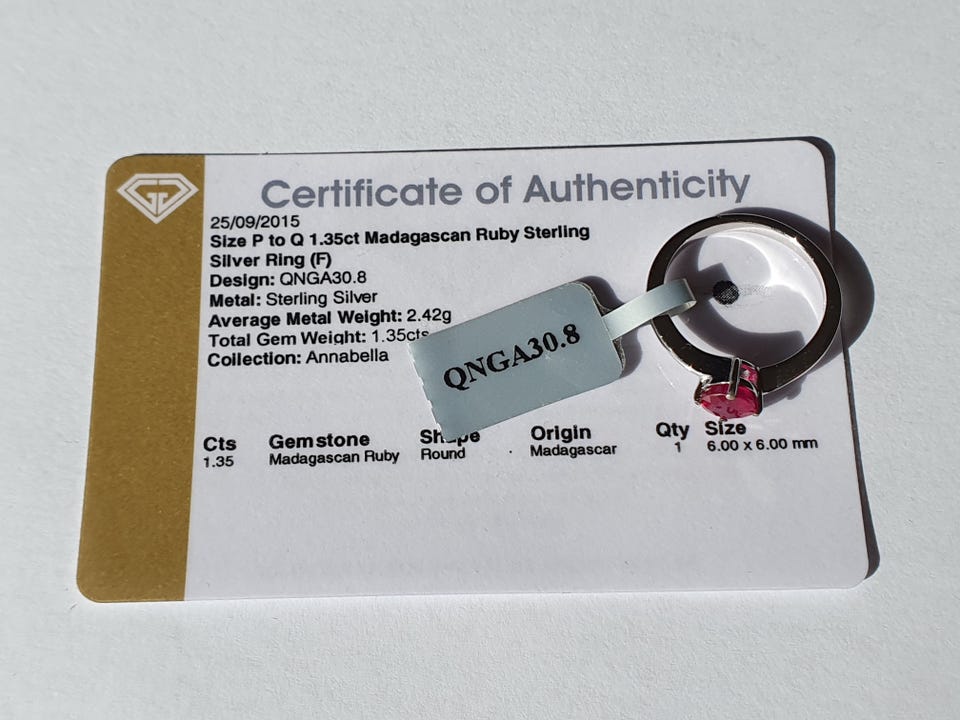 Certificate of Authenticity
25/09/2015
Size P to Q 1.35ct Madagascan Ruby Sterling
Silver Ring (F)
Design: QNGA30.8
Metal: Sterling Silver
Average Metal Weight: 2.42g
Total Gem Weight: 1.35cts
Collection: Annabella
QNGA30.8
Cts Gemstone Shape Origin Qty Size
1.35 Madagascan Ruby Round Madagascar 1 6.00 x 6.00 mm